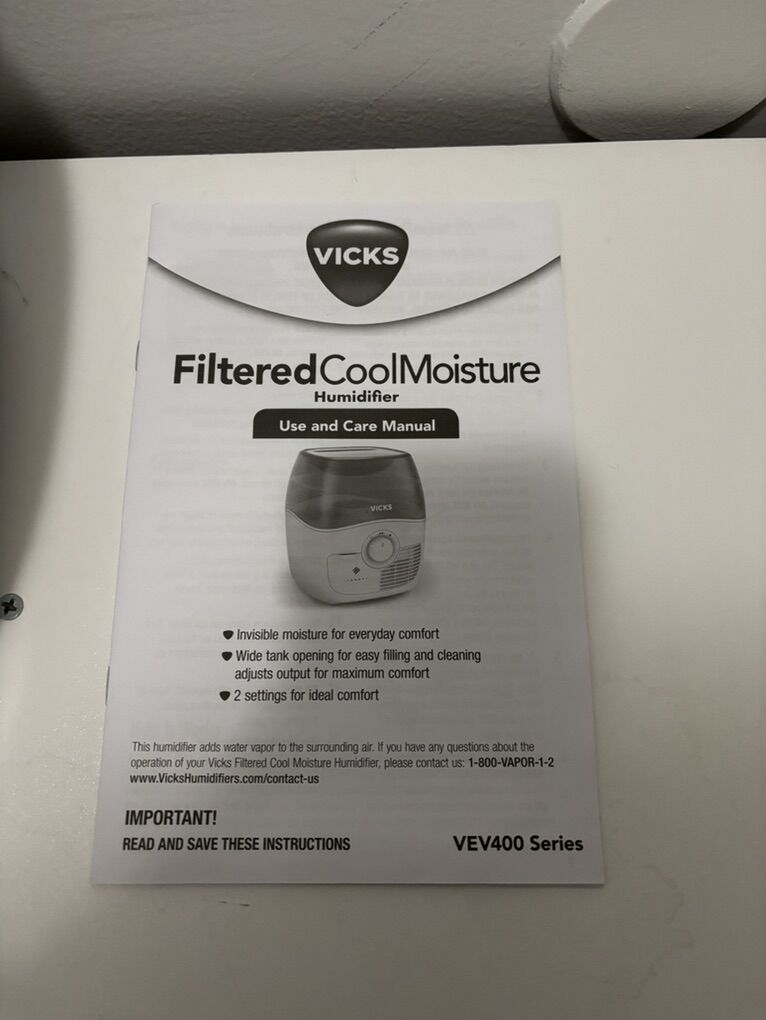 VICKS
FilteredCoolMoisture
Humidifier
Use and Care Manual
VICKS
Invisible moisture for everyday comfort
Wide tank opening for easy filling and cleaning
adjusts output for maximum comfort
2 settings for ideal comfort
This humidifier adds water vapor to the surrounding air. If you have any questions about the
operation of your Vicks Filtered Cool Moisture Humidifier, please contact us: 1-800-VAPOR-1-2
www.VicksHumidifiers.com/contact-us
IMPORTANT!
READ AND SAVE THESE INSTRUCTIONS
VEV400 Series